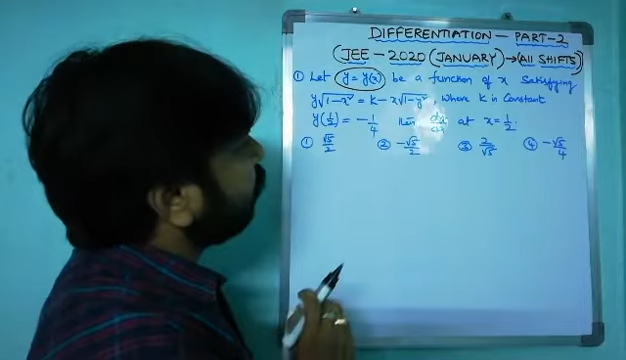 DIFFERENTIATION - PART-2
(JEE-2020 (JANUARY) → (All SHIFTS)
① Let y = y(x) be a function of x Satisfying
y√1-x² = k - x√1-y², where K is Constant
y(1/2) = -1/4 then dy/dx at x = 1/2.
① √5/2 ② -√5/2 ③ 2/√5 ④ -√5/4